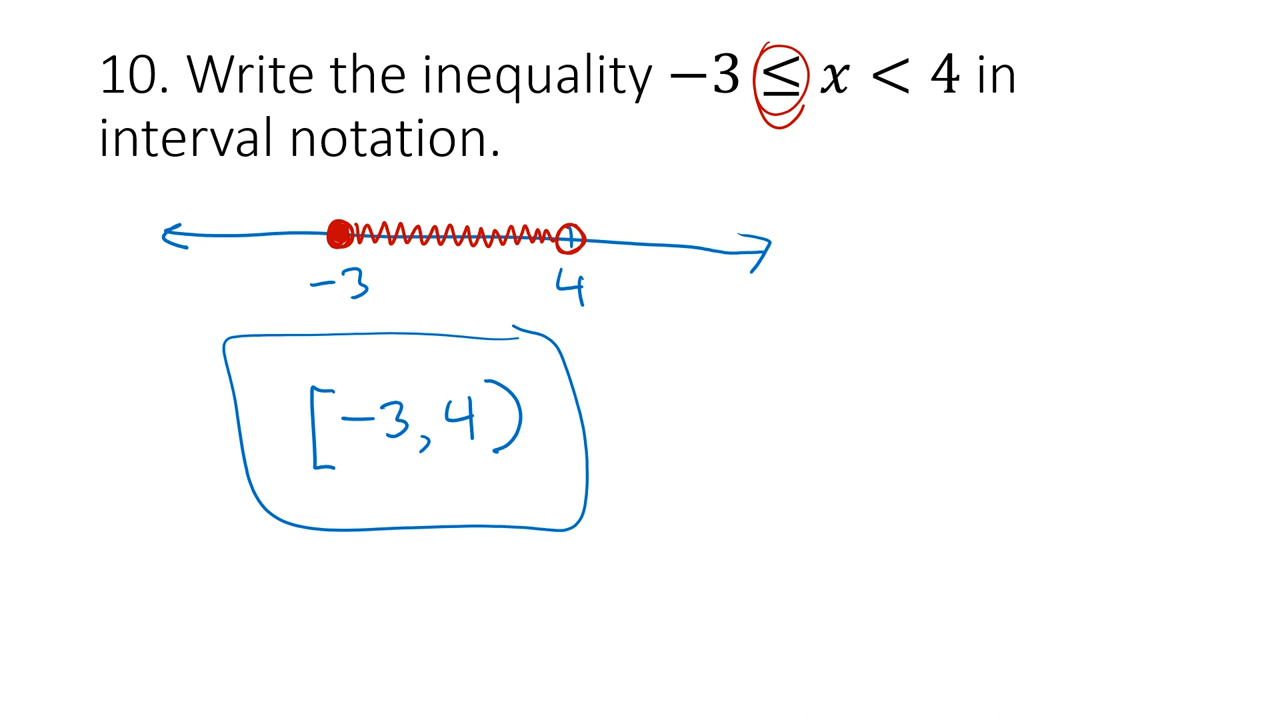 10. Write the inequality −3 ≤ x < 4 in
interval notation.
−3 4
[−3, 4)